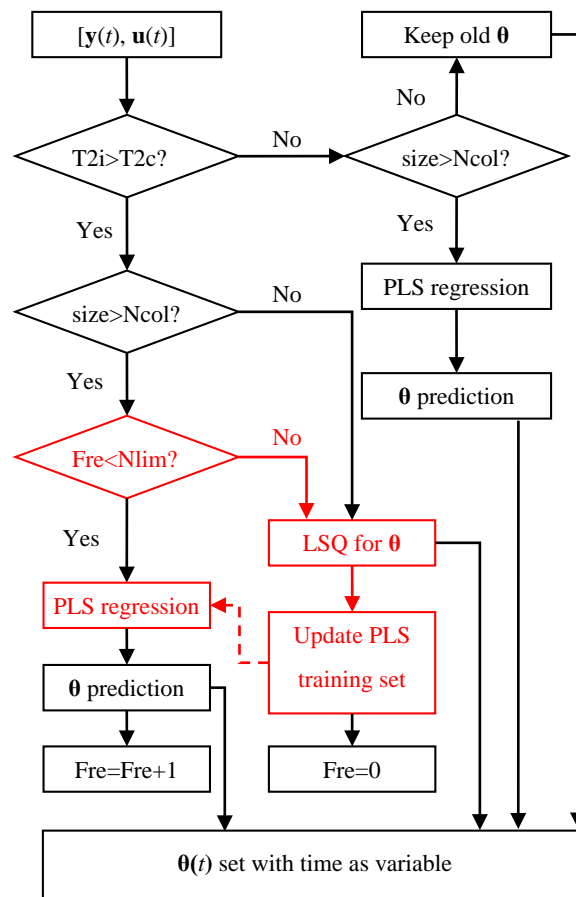 [y(t), u(t)]
Keep old θ
No
T2i>T2c?
No
size>Ncol?
Yes
Yes
PLS regression
size>Ncol?
No
Yes
θ prediction
Fre<Nlim?
No
Yes
LSQ for θ
PLS regression
Update PLS
training set
θ prediction
Fre=Fre+1
Fre=0
θ(t) set with time as variable